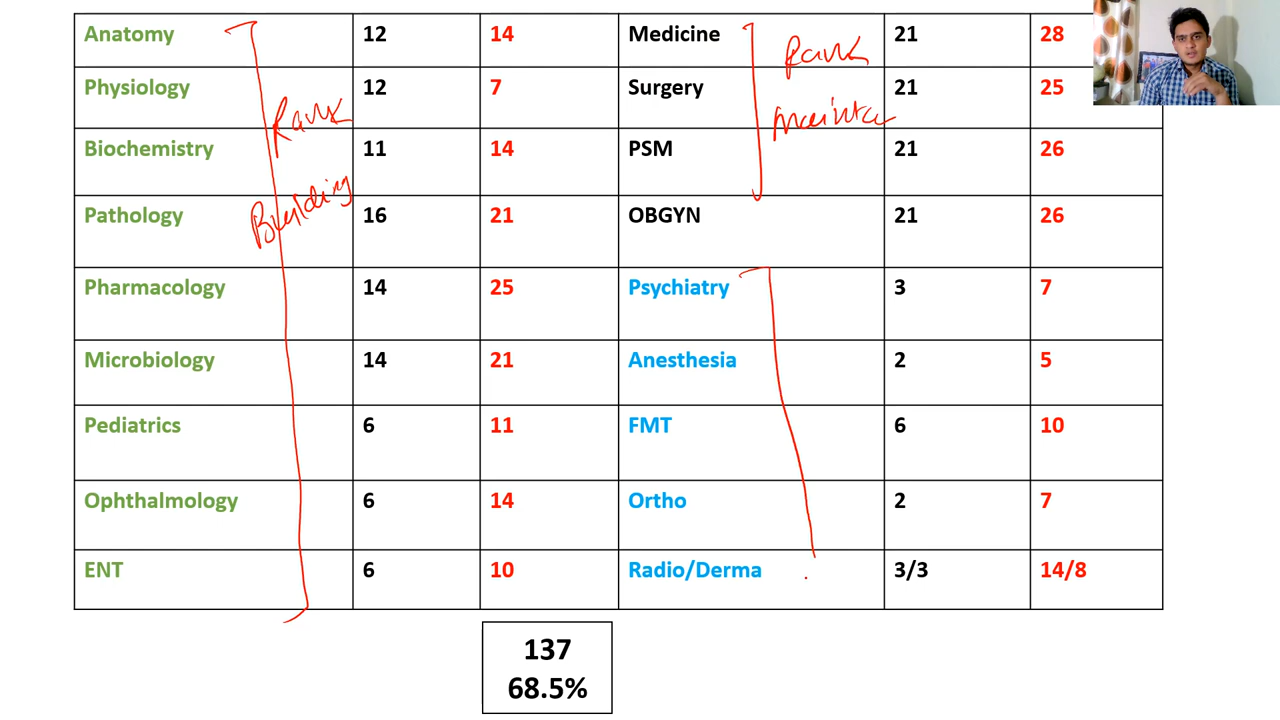 Anatomy 12 14 Medicine 21 28
Physiology 12 7 Surgery 21 25
Biochemistry 11 14 PSM 21 26
Pathology 16 21 OBGYN 21 26
Pharmacology 14 25 Psychiatry 3 7
Microbiology 14 21 Anesthesia 2 5
Pediatrics 6 11 FMT 6 10
Ophthalmology 6 14 Ortho 2 7
ENT 6 10 Radio/Derma 3/3 14/8
137
68.5%
Rank
Building
Rank